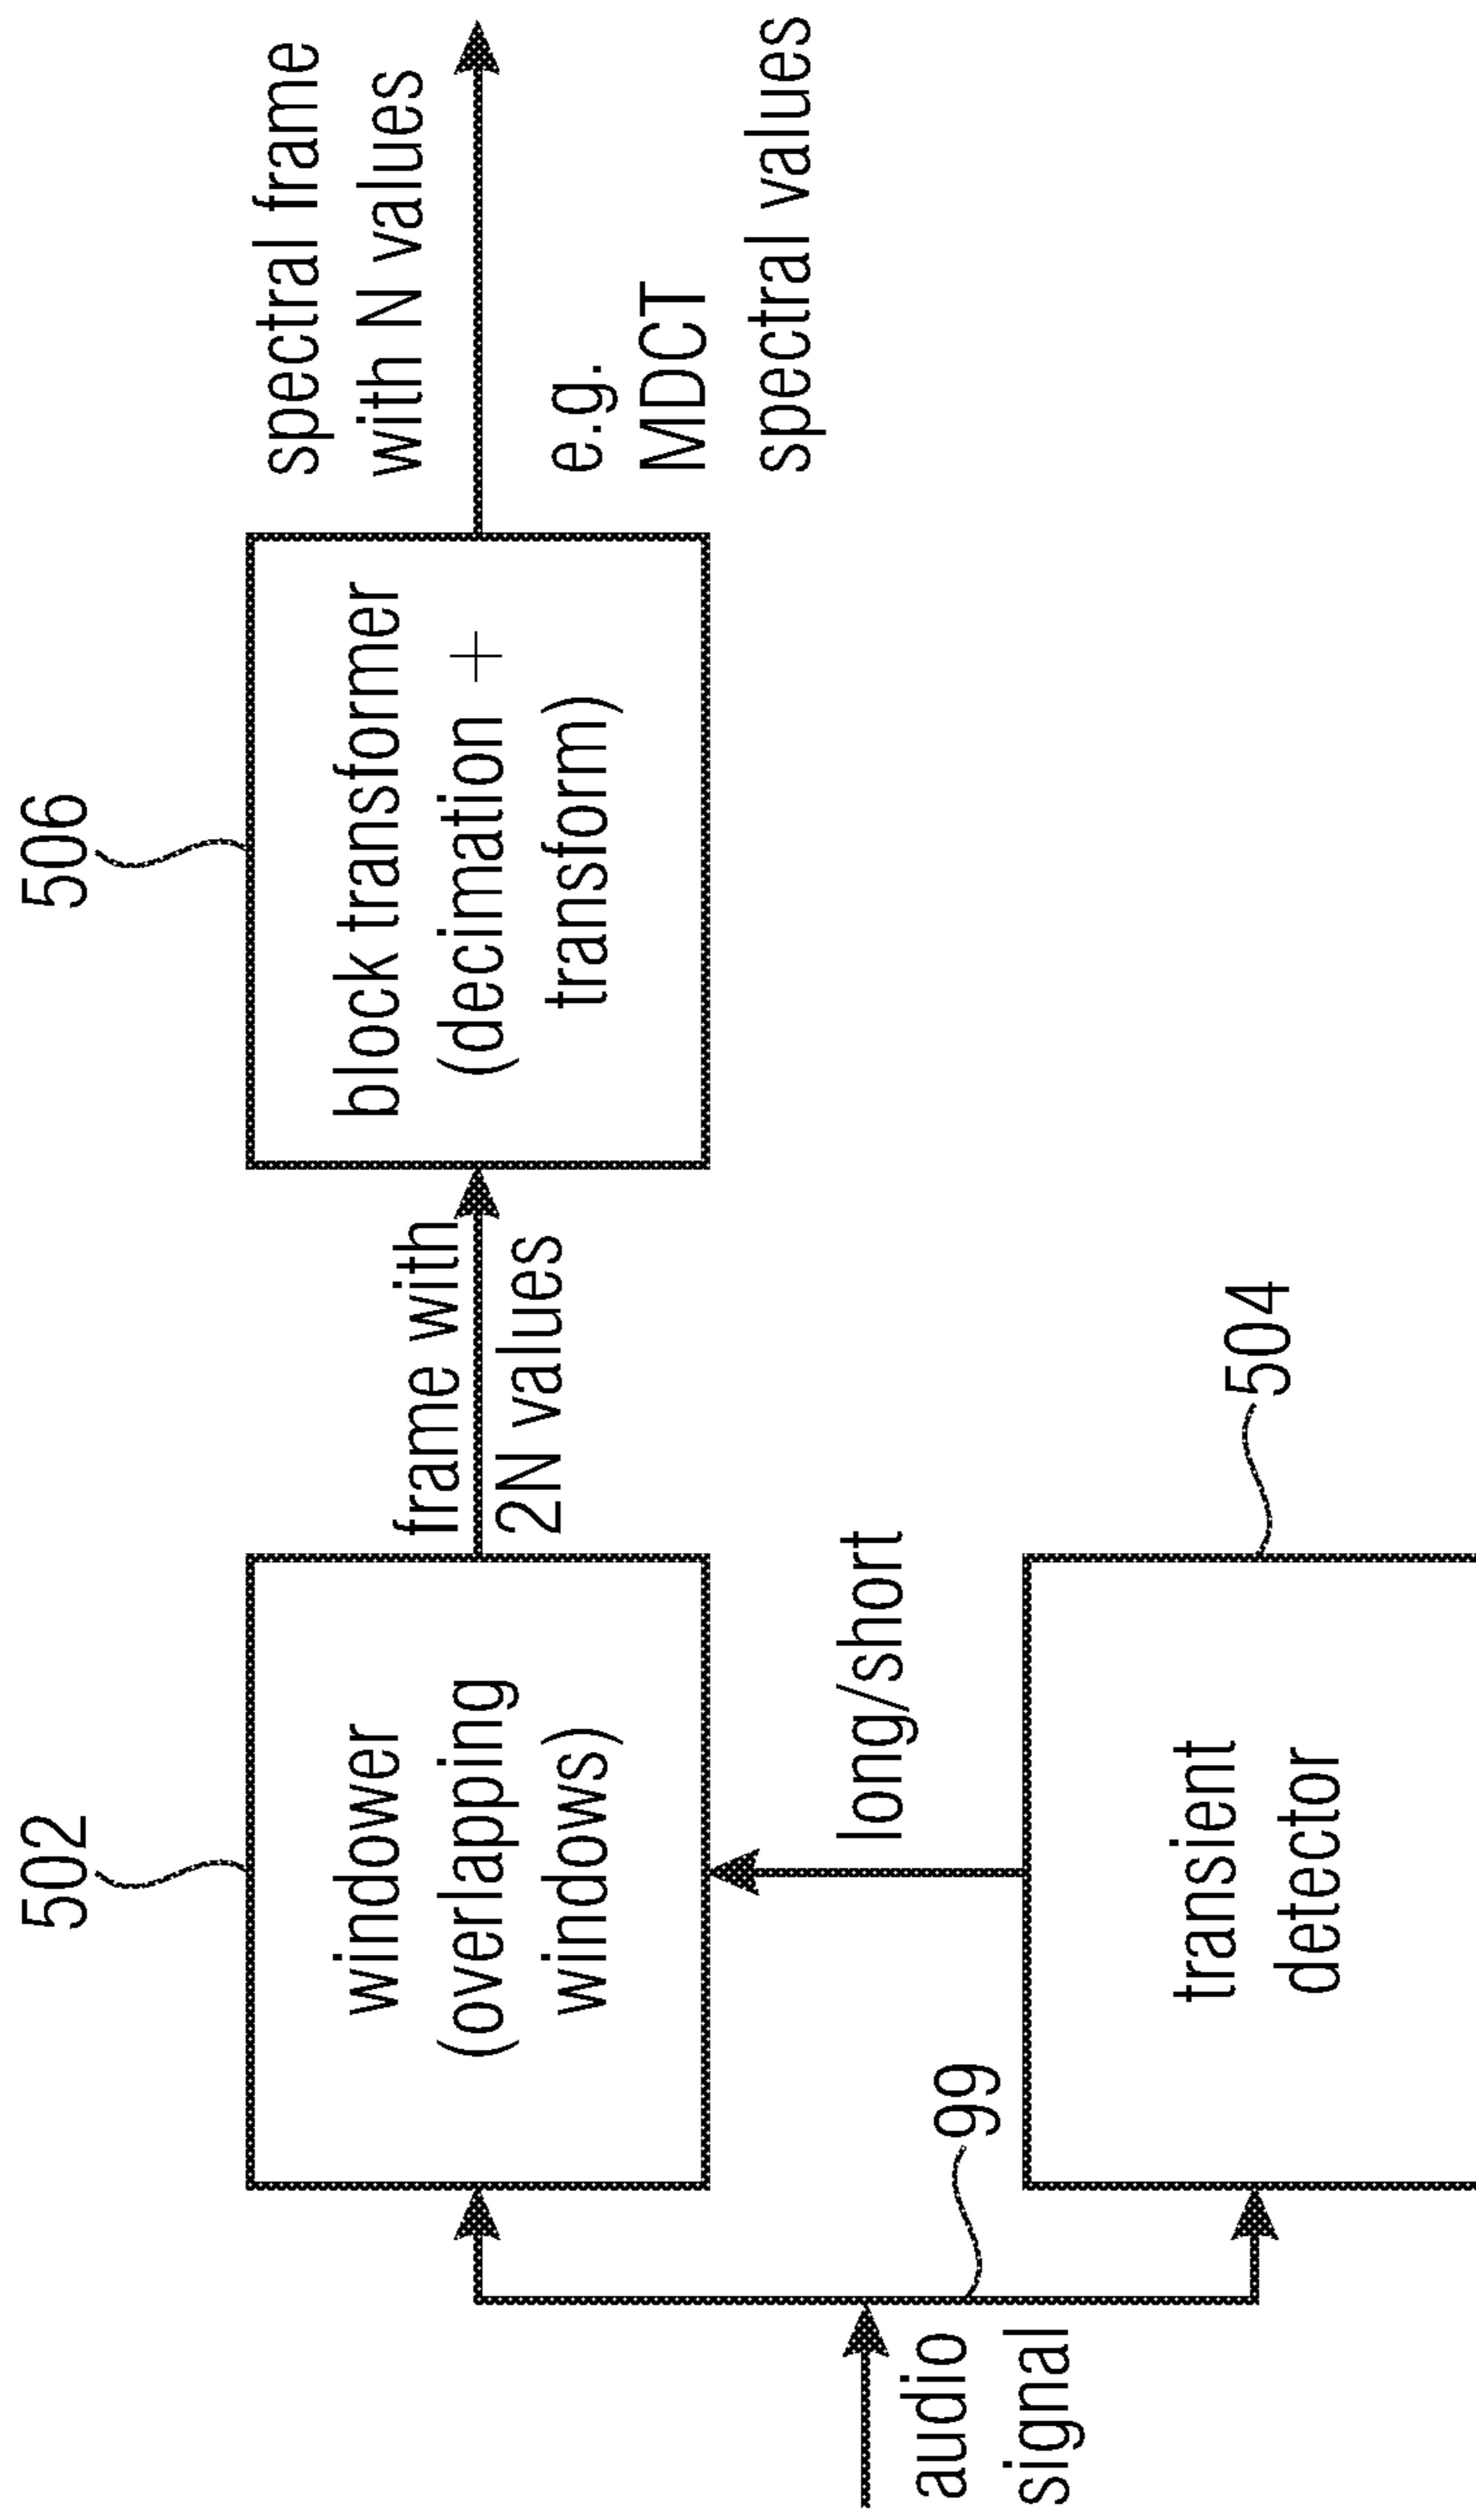 502
506
windower
(overlapping
windows)
frame with
2N values
block transformer
(decimation +
transform)
spectral frame
with N values
e.g.
MDCT
spectral values
long/short
99
audio
signal
transient
detector
504